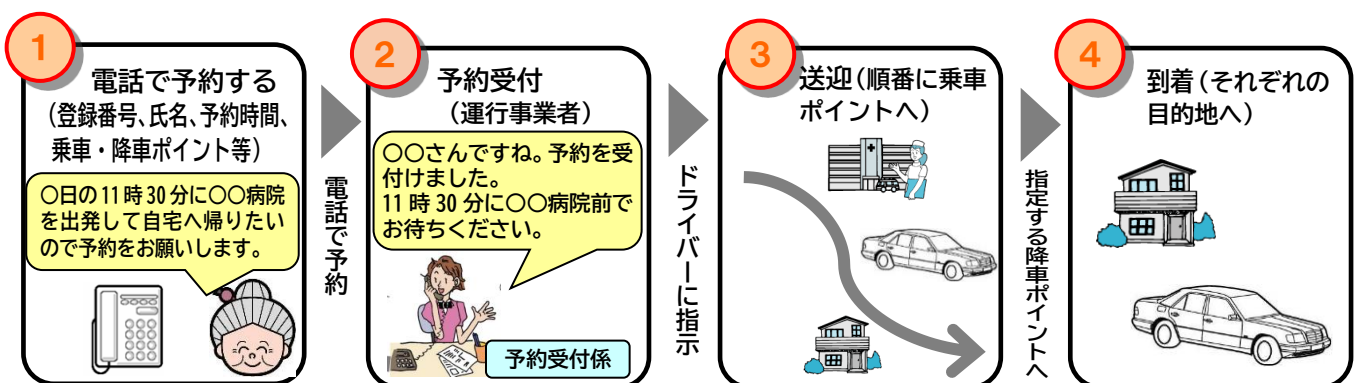 1
電話で予約する
(登録番号、氏名、予約時間、
乗車・降車ポイント等)
〇日の11時30分に〇〇病院
を出発して自宅へ帰りたい
ので予約をお願いします。
電話で予約
2
予約受付
(運行事業者)
〇〇さんですね。予約を受
付けました。
11時30分に〇〇病院前で
お待ちください。
予約受付係
ドライバーに指示
3
送迎(順番に乗車
ポイントへ)
指定する降車ポイントへ
4
到着(それぞれの
目的地へ)